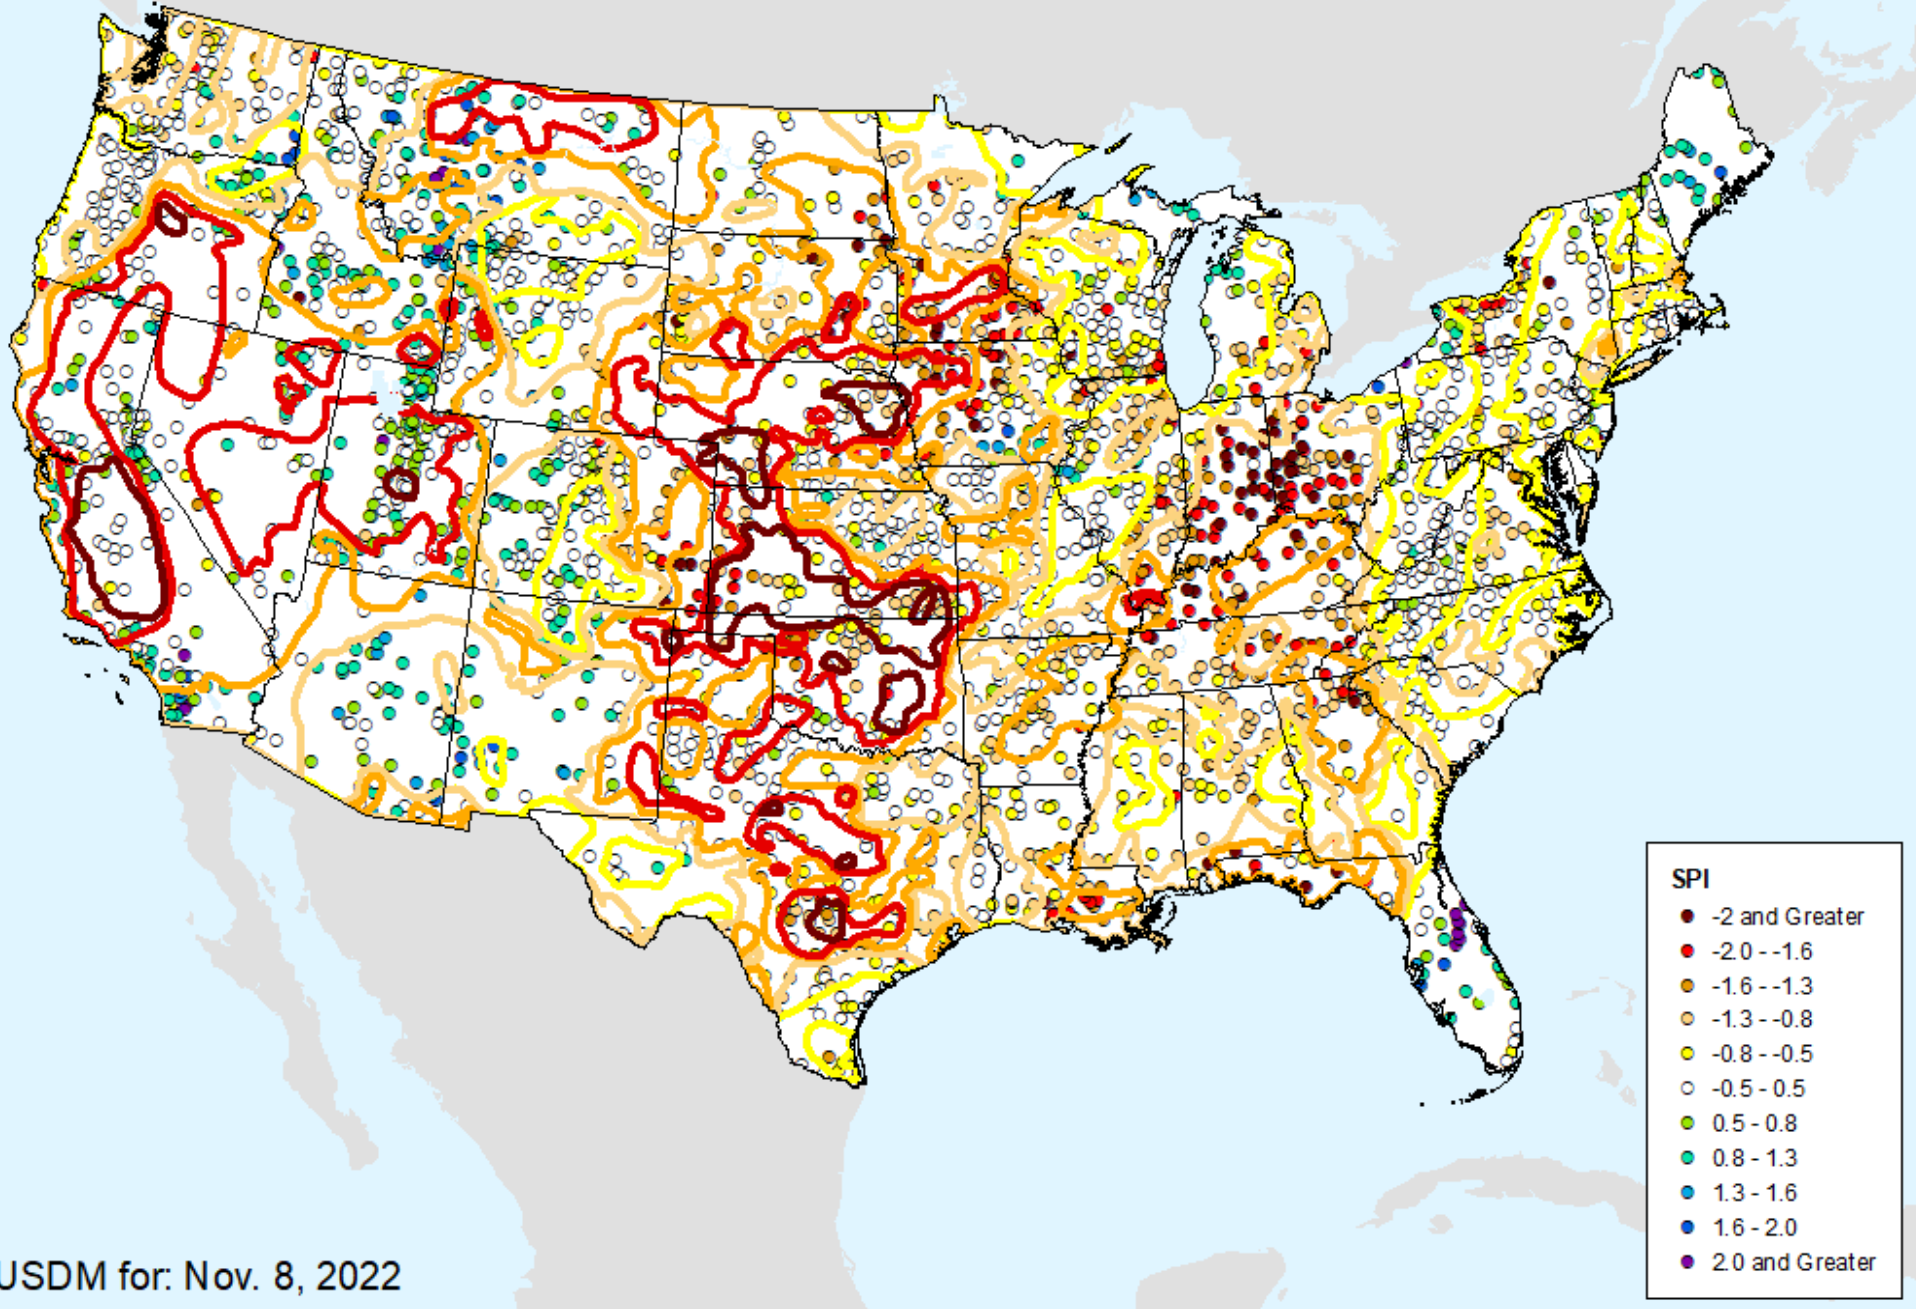 SPI
-2 and Greater
-2.0 - -1.6
-1.6 - -1.3
-1.3 - -0.8
-0.8 - -0.5
-0.5 - 0.5
0.5 - 0.8
0.8 - 1.3
1.3 - 1.6
1.6 - 2.0
2.0 and Greater
USDM for: Nov. 8, 2022